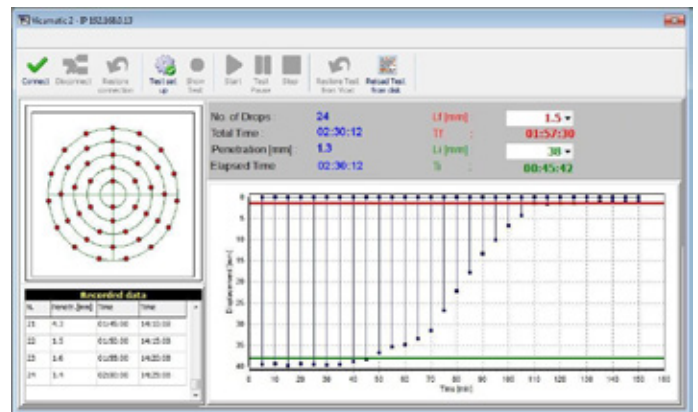 Vicamatic 2 - IP 192.168.0.13
Connect Disconnect Restore connection Test set up Show Test Start Test Pause Stop Restore Test from Vicat Reload Test from disk
No. of Drops : 24 Lf [mm] 1.5
Total Time : 02:30:12 Tf : 01:57:30
Penetration [mm] : 1.3 Li [mm] 38
Elapsed Time 02:30:12 Ti : 00:45:42
Recorded data
N. Penetr. [mm] Time Time
21 4.3 01:45:00 14:10:00
22 1.5 01:50:00 14:15:00
23 1.6 01:55:00 14:20:00
24 1.4 02:00:00 14:25:00
Displacement [mm]
0
5
10
15
20
25
30
35
40
0 10 20 30 40 50 60 70 80 90 100 110 120 130 140 150 160
Time [min]